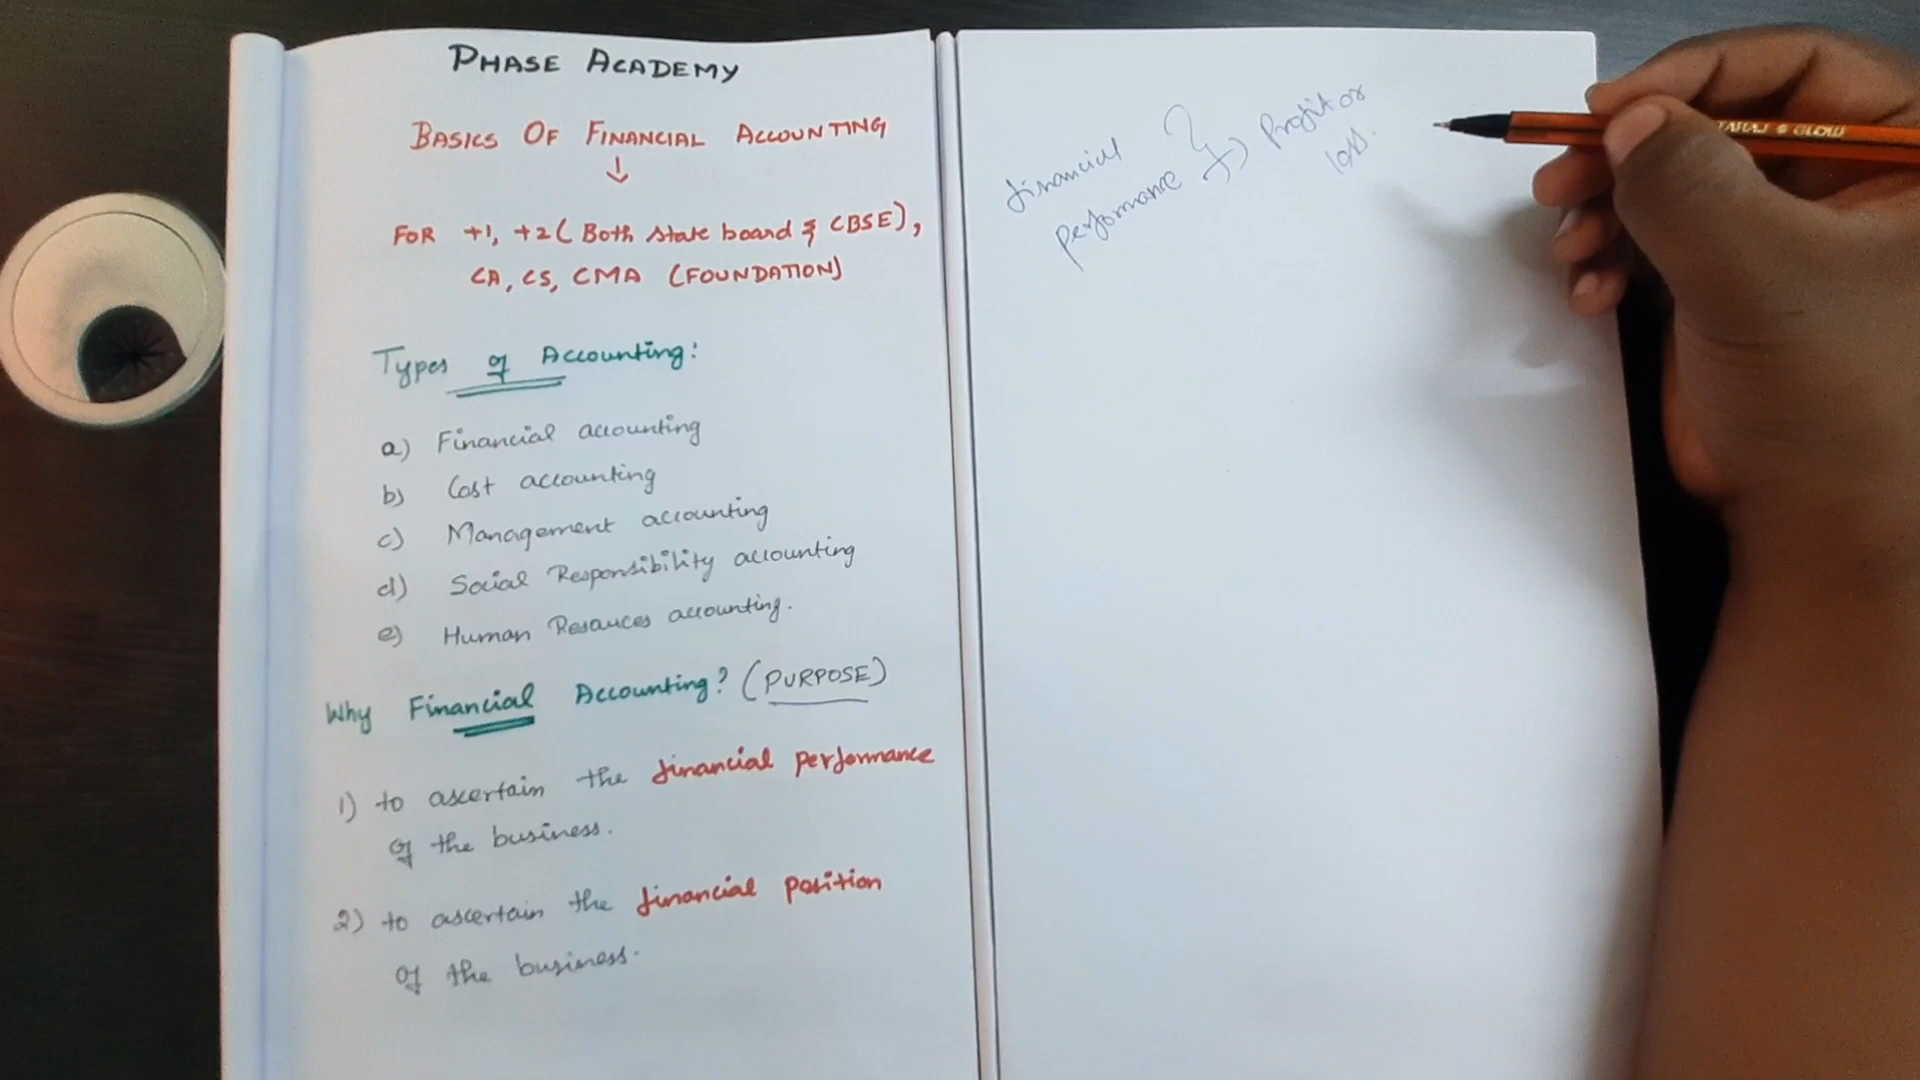 PHASE ACADEMY
BASICS OF FINANCIAL ACCOUNTING
↓
FOR +1, +2 ( Both state board & CBSE),
CA, CS, CMA (FOUNDATION)
Types of Accounting:
a) Financial accounting
b) Cost accounting
c) Management accounting
d) Social Responsibility accounting
e) Human Resauces accounting.
Why Financial Accounting? (PURPOSE)
1) to ascertain the financial performance
of the business.
2) to ascertain the financial position
of the business.
financial
performance } Profit or
loss.